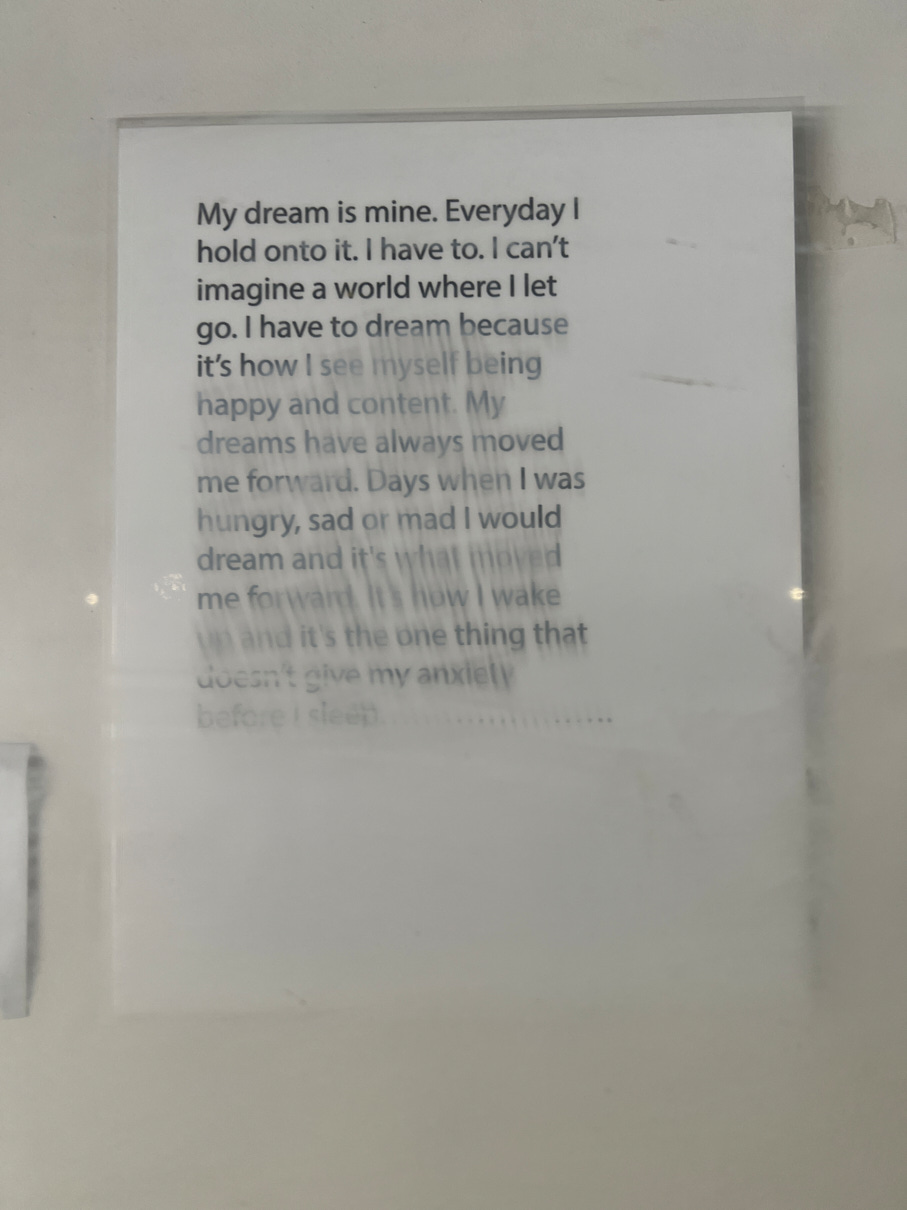 My dream is mine. Everyday I
hold onto it. I have to. I can’t
imagine a world where I let
go. I have to dream because
it’s how I see myself being
happy and content. My
dreams have always moved
me forward. Days when I was
hungry, sad or mad I would
dream and it's what moved
me forward. It's how I wake
up and it's the one thing that
doesn't give my anxiety
before I sleep..............................